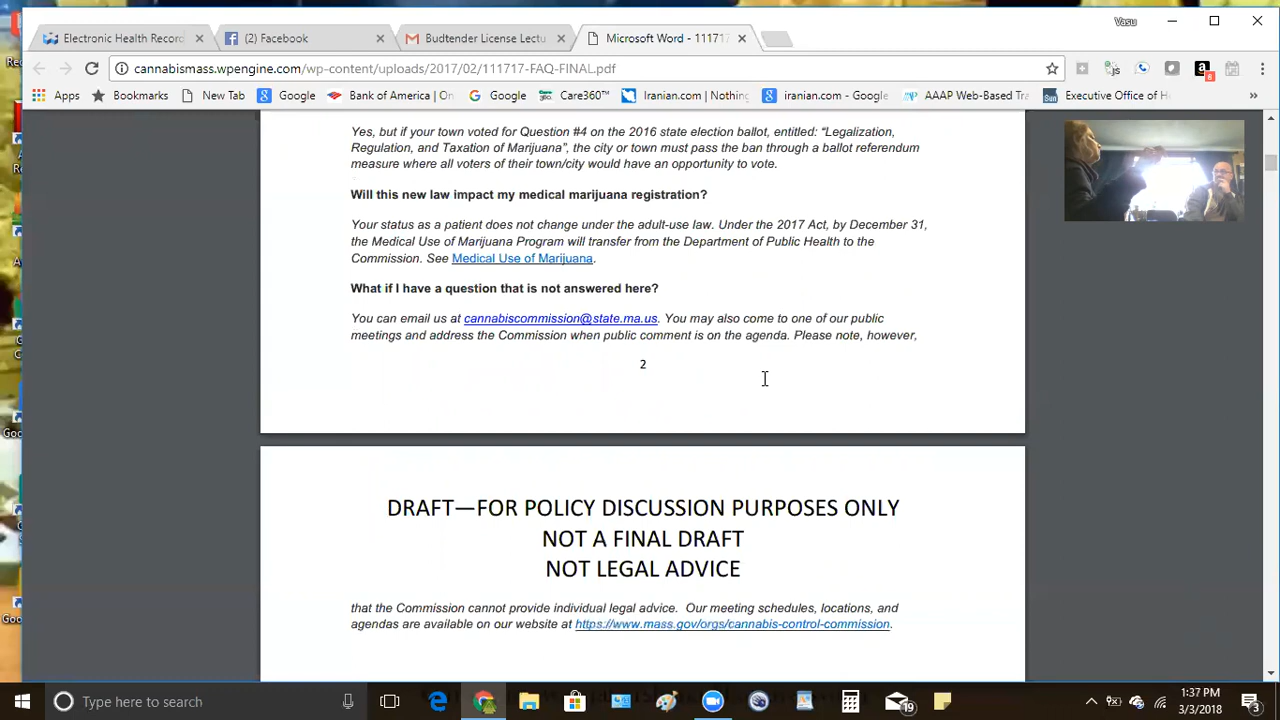 Vasu
Electronic Health Record
(2) Facebook
Budtender License Lectu
Microsoft Word - 11171
cannabismass.wpengine.com/wp-content/uploads/2017/02/111717-FAQ-FINAL.pdf
Apps Bookmarks New Tab Google Bank of America | On Google Care360™ Iranian.com | Nothing iranian.com - Google AAAP Web-Based Tra Executive Office of He »
Yes, but if your town voted for Question #4 on the 2016 state election ballot, entitled: “Legalization,
Regulation, and Taxation of Marijuana”, the city or town must pass the ban through a ballot referendum
measure where all voters of their town/city would have an opportunity to vote.
Will this new law impact my medical marijuana registration?
Your status as a patient does not change under the adult-use law. Under the 2017 Act, by December 31,
the Medical Use of Marijuana Program will transfer from the Department of Public Health to the
Commission. See Medical Use of Marijuana.
What if I have a question that is not answered here?
You can email us at cannabiscommission@state.ma.us. You may also come to one of our public
meetings and address the Commission when public comment is on the agenda. Please note, however,
2
DRAFT—FOR POLICY DISCUSSION PURPOSES ONLY
NOT A FINAL DRAFT
NOT LEGAL ADVICE
that the Commission cannot provide individual legal advice. Our meeting schedules, locations, and
agendas are available on our website at https://www.mass.gov/orgs/cannabis-control-commission.
Type here to search
19
1:37 PM
3/3/2018
3